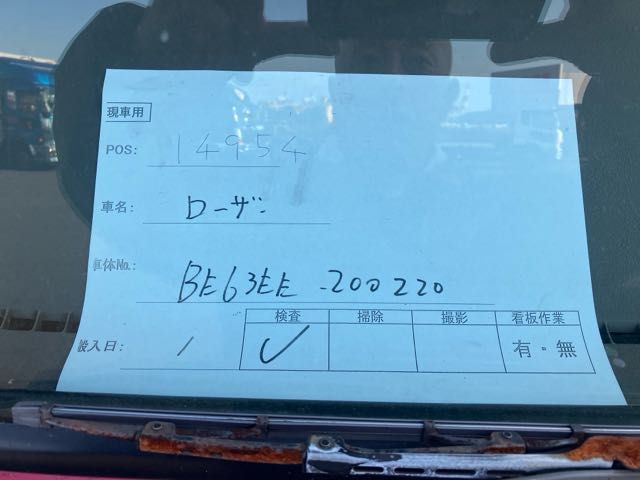 現車用
POS: 14954
車名: ローザ
車体No.: BE63EE-200220
搬入日: /
検査 掃除 撮影 看板作業
✓ 有・無